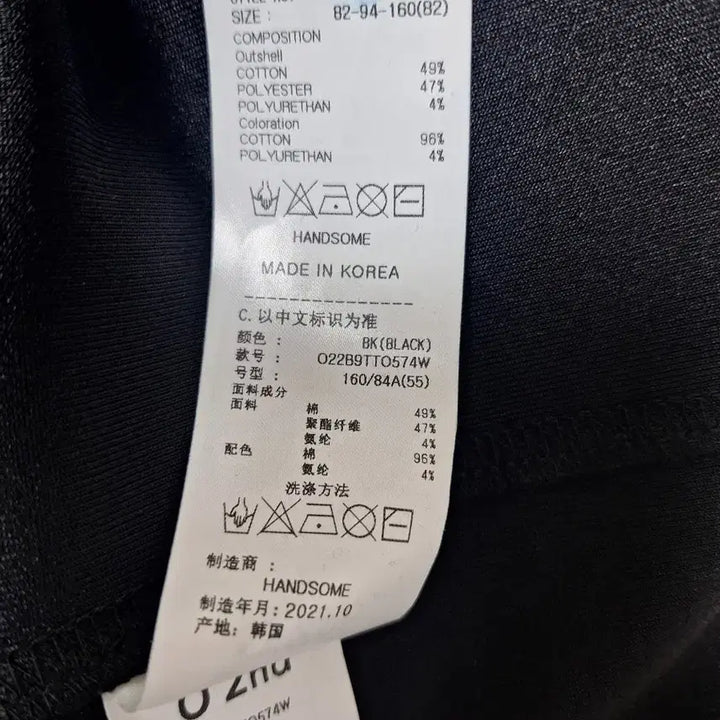 SIZE : 82-94-160(82)
COMPOSITION
Outshell
COTTON 49%
POLYESTER 47%
POLYURETHAN 4%
Coloration
COTTON 96%
POLYURETHAN 4%
HANDSOME
MADE IN KOREA
C. 以中文标识为准
颜色 : BK(BLACK)
款号 : O22B9TTO574W
号型 : 160/84A(55)
面料成分
面料 棉 49%
聚酯纤维 47%
氨纶 4%
配色 棉 96%
氨纶 4%
洗涤方法
制造商 :
HANDSOME
制造年月: 2021.10
产地: 韩国
O'2nd